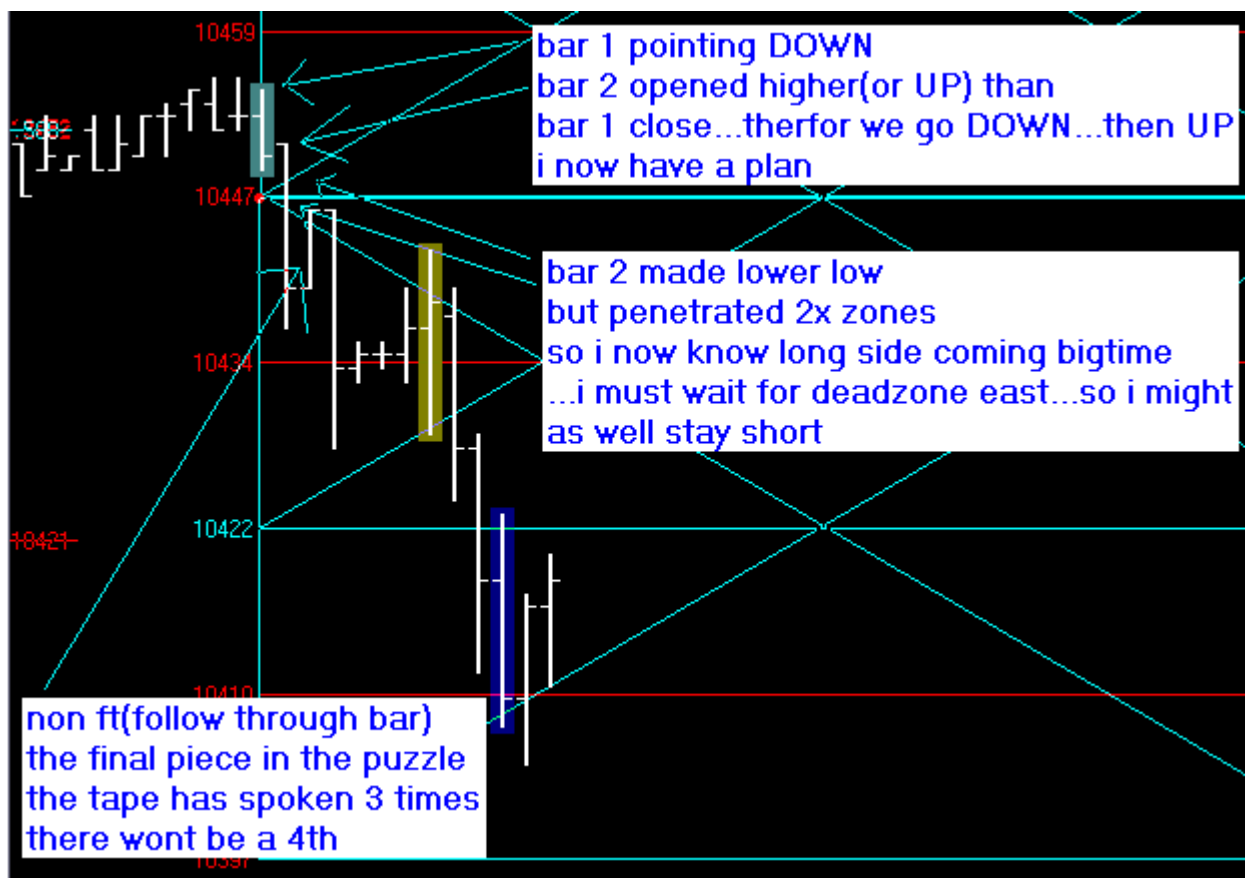 10459
bar 1 pointing DOWN
bar 2 opened higher(or UP) than
bar 1 close...therfor we go DOWN...then UP
i now have a plan
10447
bar 2 made lower low
but penetrated 2x zones
so i now know long side coming bigtime
...i must wait for deadzone east...so i might
as well stay short
10434
10422
10421
10410
non ft(follow through bar)
the final piece in the puzzle
the tape has spoken 3 times
there wont be a 4th
10397